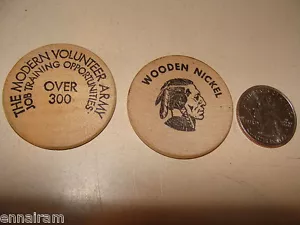 THE MODERN VOLUNTEER ARMY
JOB TRAINING OPPORTUNITIES
OVER
300
WOODEN NICKEL
ennairam